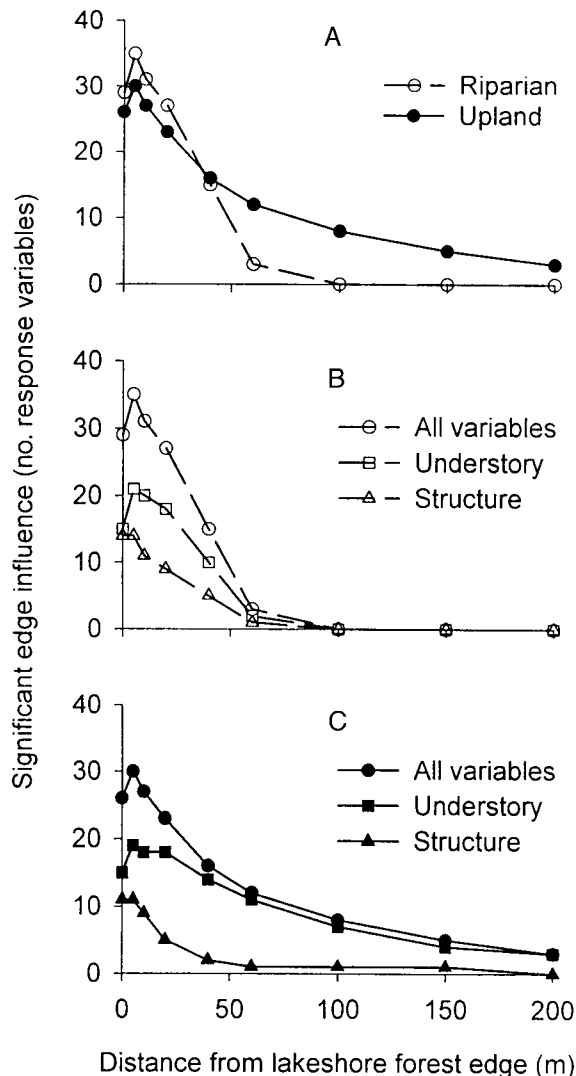 Significant edge influence (no. response variables)
A
40
30
20
10
0
Riparian
Upland
B
40
30
20
10
0
All variables
Understory
Structure
C
40
30
20
10
0
All variables
Understory
Structure
0 50 100 150 200
Distance from lakeshore forest edge (m)